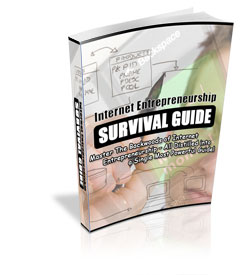 Internet Entrepreneurship
SURVIVAL GUIDE
Master The Backwoods of Internet
Entrepreneurship - All Distilled into
a Single Most Powerful Guide!